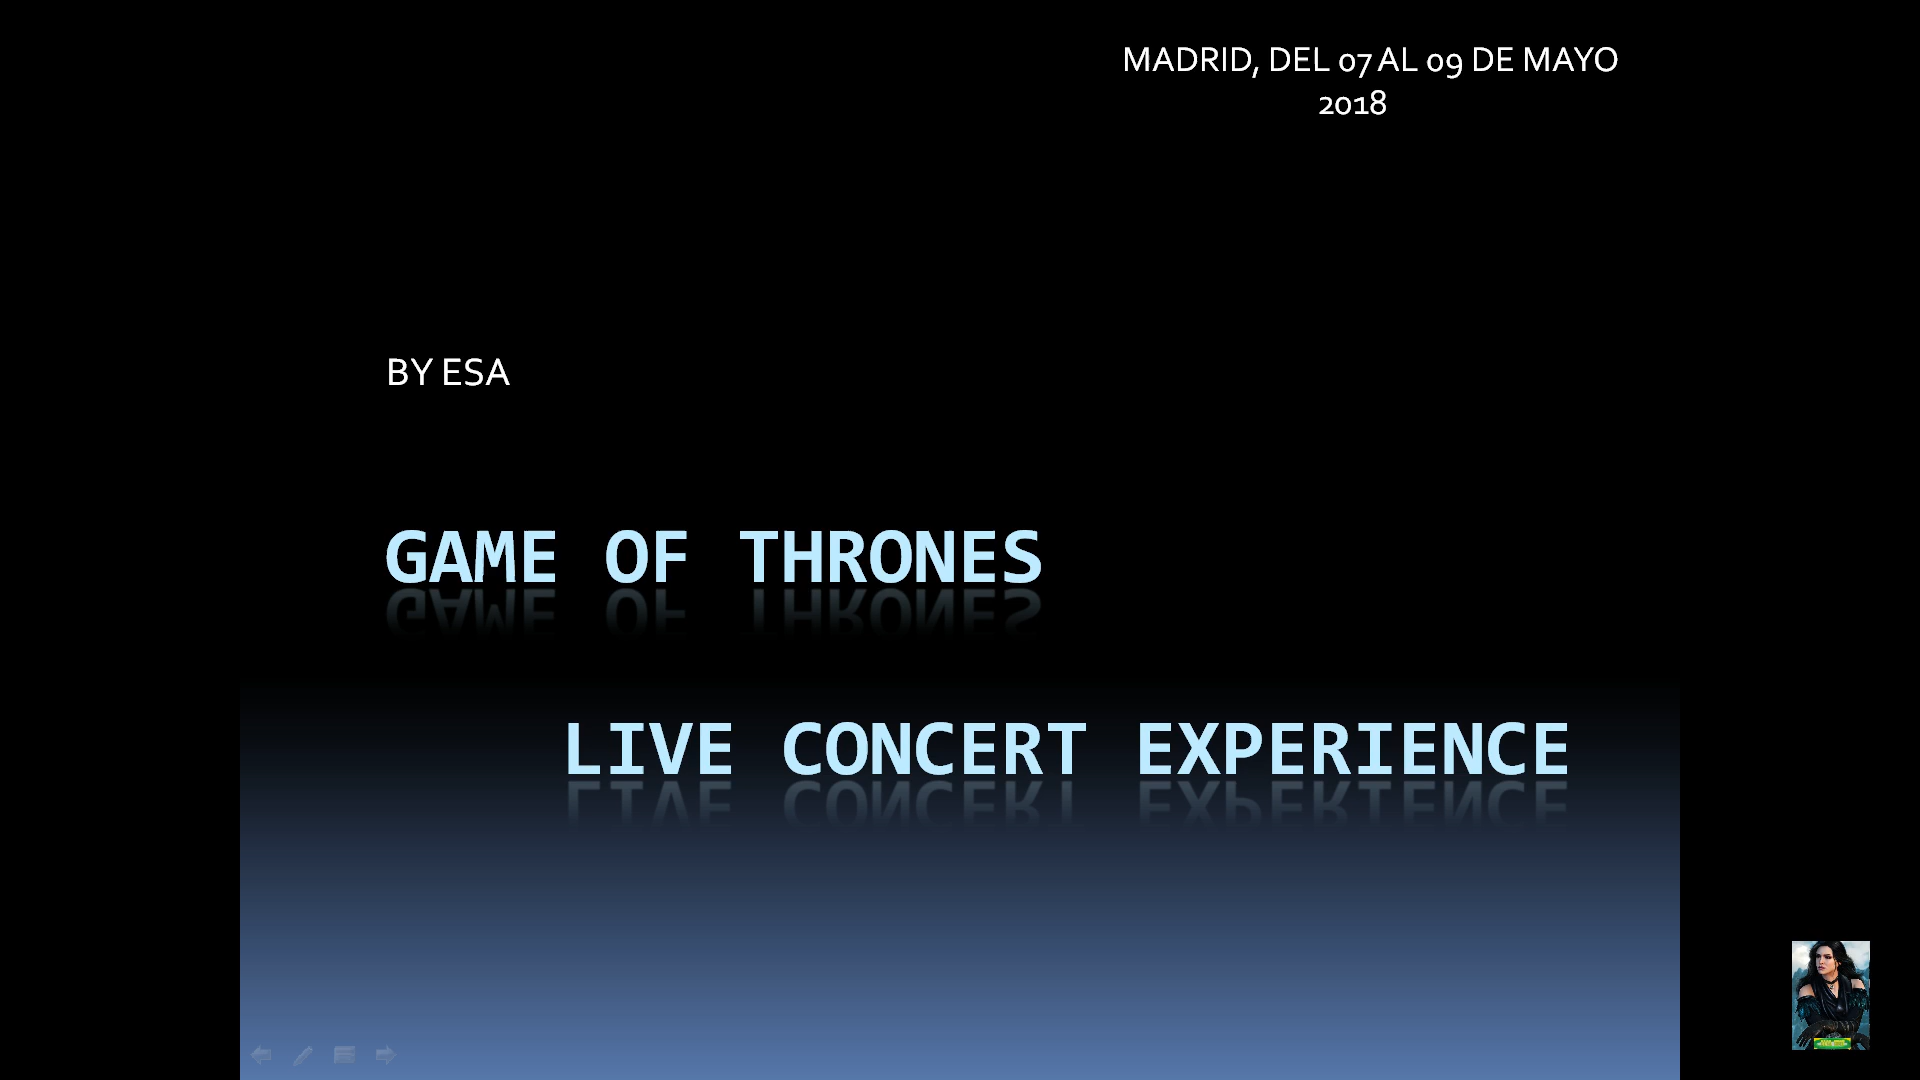 MADRID, DEL 07 AL 09 DE MAYO
2018
BY ESA
GAME OF THRONES
LIVE CONCERT EXPERIENCE